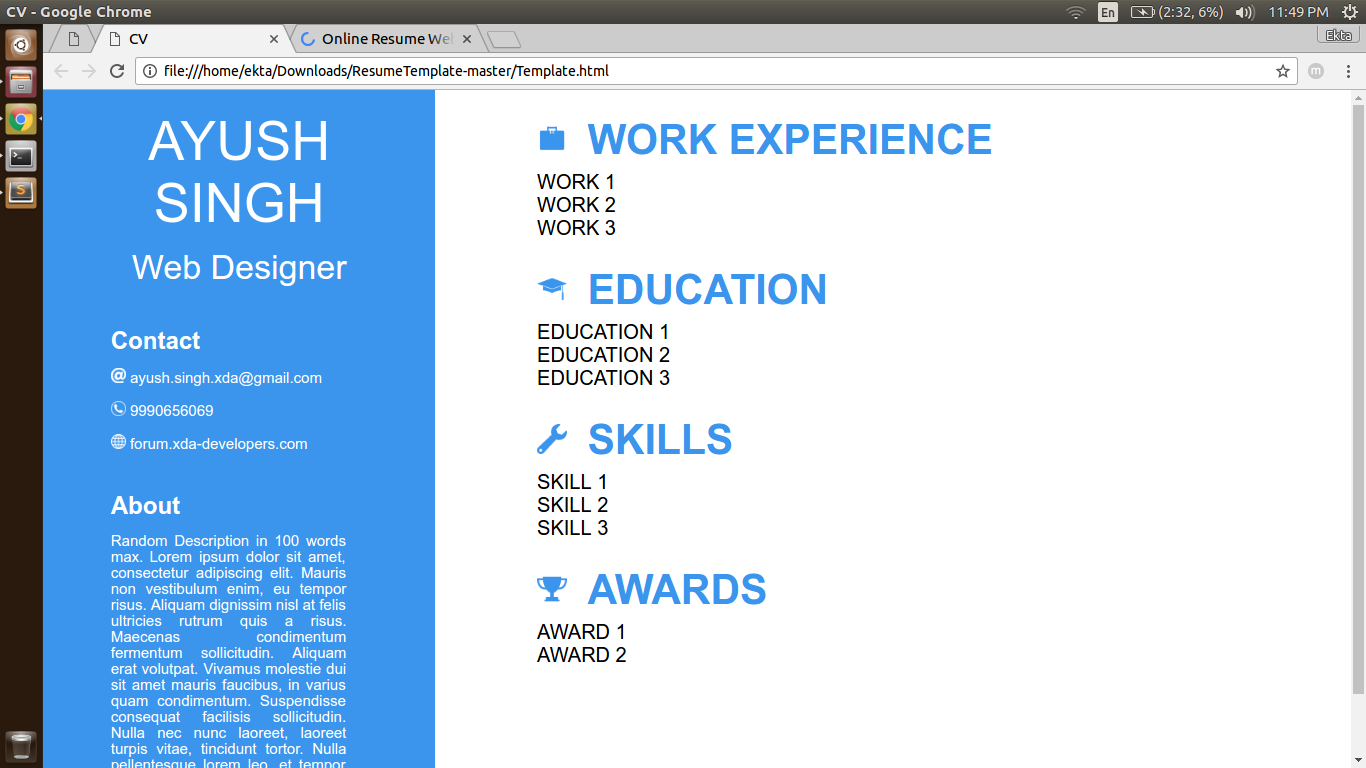 CV - Google Chrome
En
(2:32, 6%)
11:49 PM
CV
Online Resume We
Ekta
file:///home/ekta/Downloads/ResumeTemplate-master/Template.html
m
AYUSH
SINGH
Web Designer
Contact
@ ayush.singh.xda@gmail.com
9990656069
forum.xda-developers.com
About
Random Description in 100 words
max. Lorem ipsum dolor sit amet,
consectetur adipiscing elit. Mauris
non vestibulum enim, eu tempor
risus. Aliquam dignissim nisl at felis
ultricies rutrum quis a risus.
Maecenas condimentum
fermentum sollicitudin. Aliquam
erat volutpat. Vivamus molestie dui
sit amet mauris faucibus, in varius
quam condimentum. Suspendisse
consequat facilisis sollicitudin.
Nulla nec nunc laoreet, laoreet
turpis vitae, tincidunt tortor. Nulla
pellentesque lorem leo, et tempor
WORK EXPERIENCE
WORK 1
WORK 2
WORK 3
EDUCATION
EDUCATION 1
EDUCATION 2
EDUCATION 3
SKILLS
SKILL 1
SKILL 2
SKILL 3
AWARDS
AWARD 1
AWARD 2